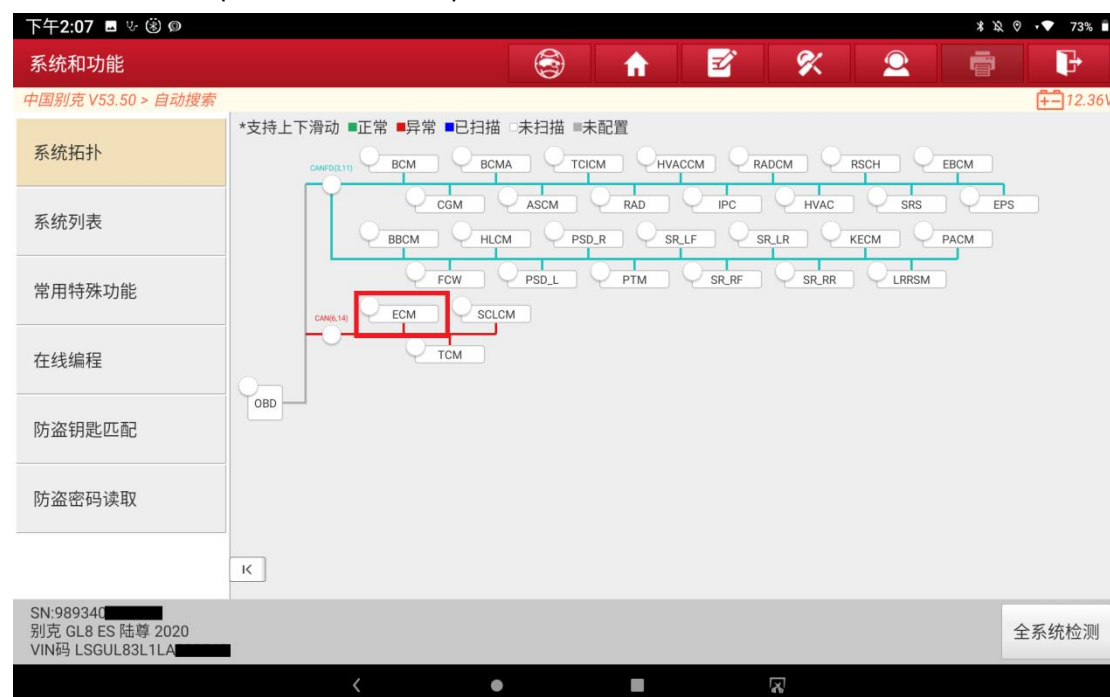 下午2:07 73%
系统和功能
中国别克 V53.50 > 自动搜索 12.36V
*支持上下滑动 正常 异常 已扫描 未扫描 未配置
系统拓扑
系统列表
常用特殊功能
在线编程
防盗钥匙匹配
防盗密码读取
CANFD(3,11) BCM BCMA TCICM HVACCM RADCM RSCH EBCM
CGM ASCM RAD IPC HVAC SRS EPS
BBCM HLCM PSD_R SR_LF SR_LR KECM PACM
FCW PSD_L PTM SR_RF SR_RR LRRSM
CAN(6,14) ECM SCLCM
TCM
OBD
SN:989340
别克 GL8 ES 陆尊 2020
VIN码 LSGUL83L1LA
全系统检测